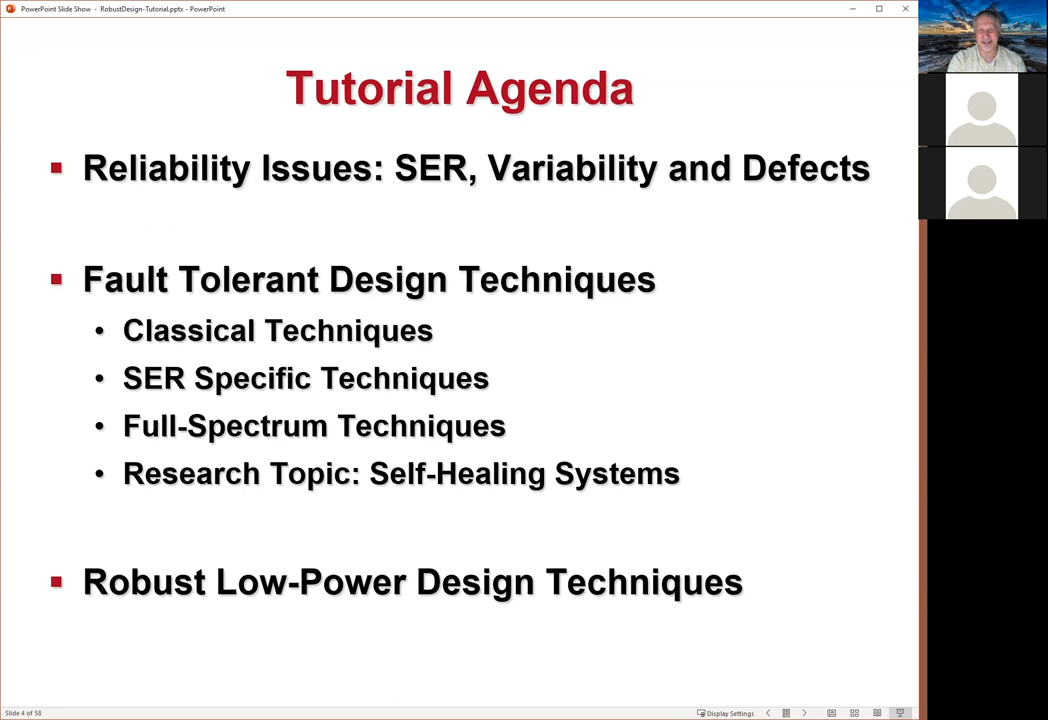 PowerPoint Slide Show - RobustDesign-Tutorial.pptx - PowerPoint
Tutorial Agenda
Reliability Issues: SER, Variability and Defects
Fault Tolerant Design Techniques
Classical Techniques
SER Specific Techniques
Full-Spectrum Techniques
Research Topic: Self-Healing Systems
Robust Low-Power Design Techniques
Slide 4 of 58
Display Settings